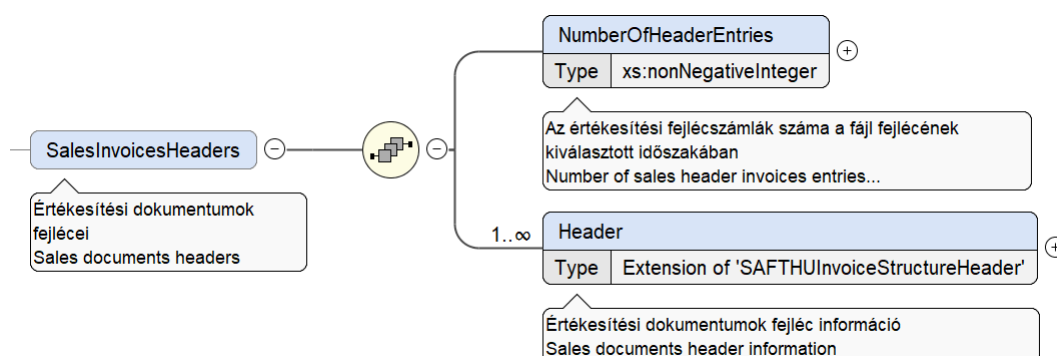 NumberOfHeaderEntries
Type xs:nonNegativeInteger
Az értékesítési fejlécszámlák száma a fájl fejlécének
kiválasztott időszakában
Number of sales header invoices entries...
SalesInvoicesHeaders
Értékesítési dokumentumok
fejlécei
Sales documents headers
1..∞
Header
Type Extension of 'SAFTHUInvoiceStructureHeader'
Értékesítési dokumentumok fejléc információ
Sales documents header information